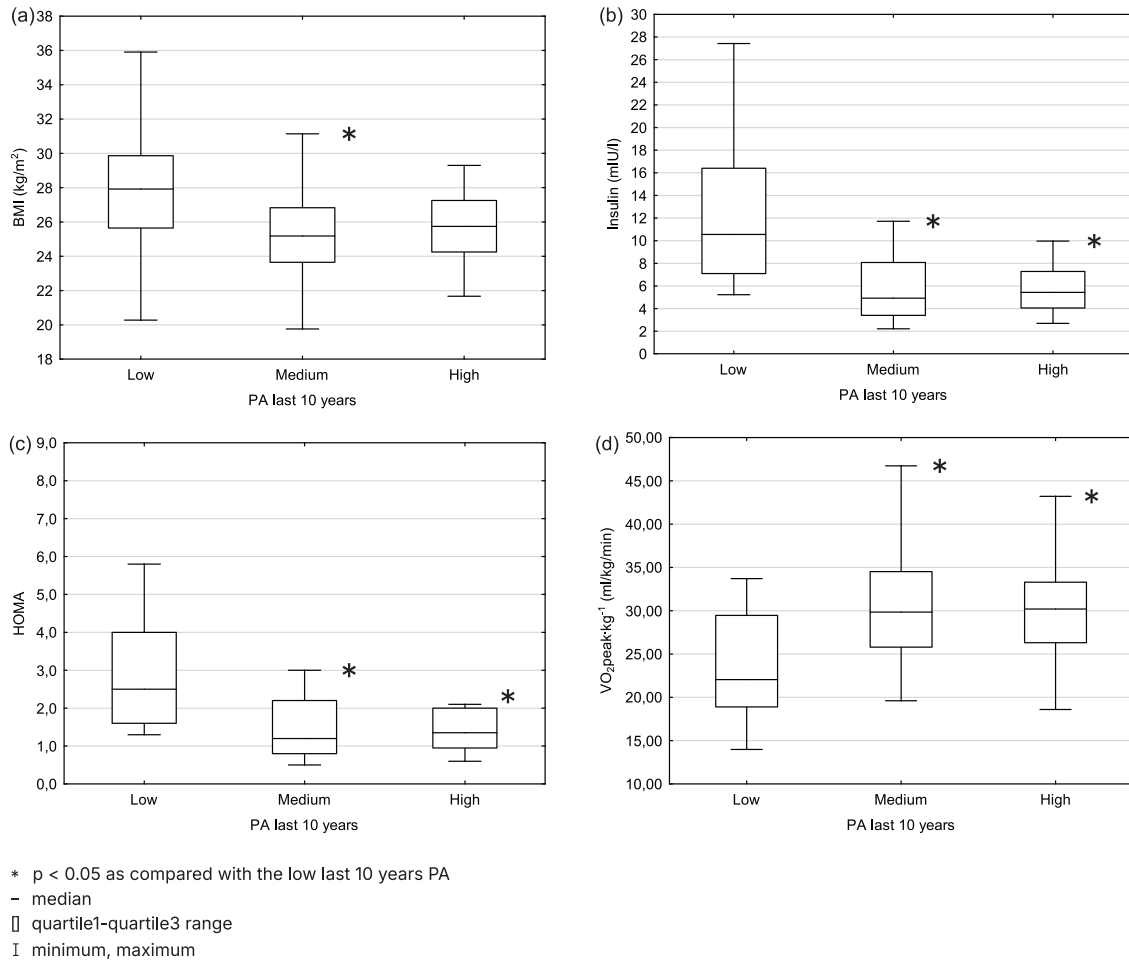 (a)
38
36
34
32
30
28
26
24
22
20
18
BMI (kg/m²)
Low Medium High
PA last 10 years
*
(b)
30
28
26
24
22
20
18
16
14
12
10
8
6
4
2
0
Insulin (mIU/l)
Low Medium High
PA last 10 years
* *
(c)
9,0
8,0
7,0
6,0
5,0
4,0
3,0
2,0
1,0
0,0
HOMA
Low Medium High
PA last 10 years
* *
(d)
50,00
45,00
40,00
35,00
30,00
25,00
20,00
15,00
10,00
VO₂peak·kg⁻¹ (ml/kg/min)
Low Medium High
PA last 10 years
* *
* p < 0.05 as compared with the low last 10 years PA
– median
▯ quartile1-quartile3 range
⌶ minimum, maximum